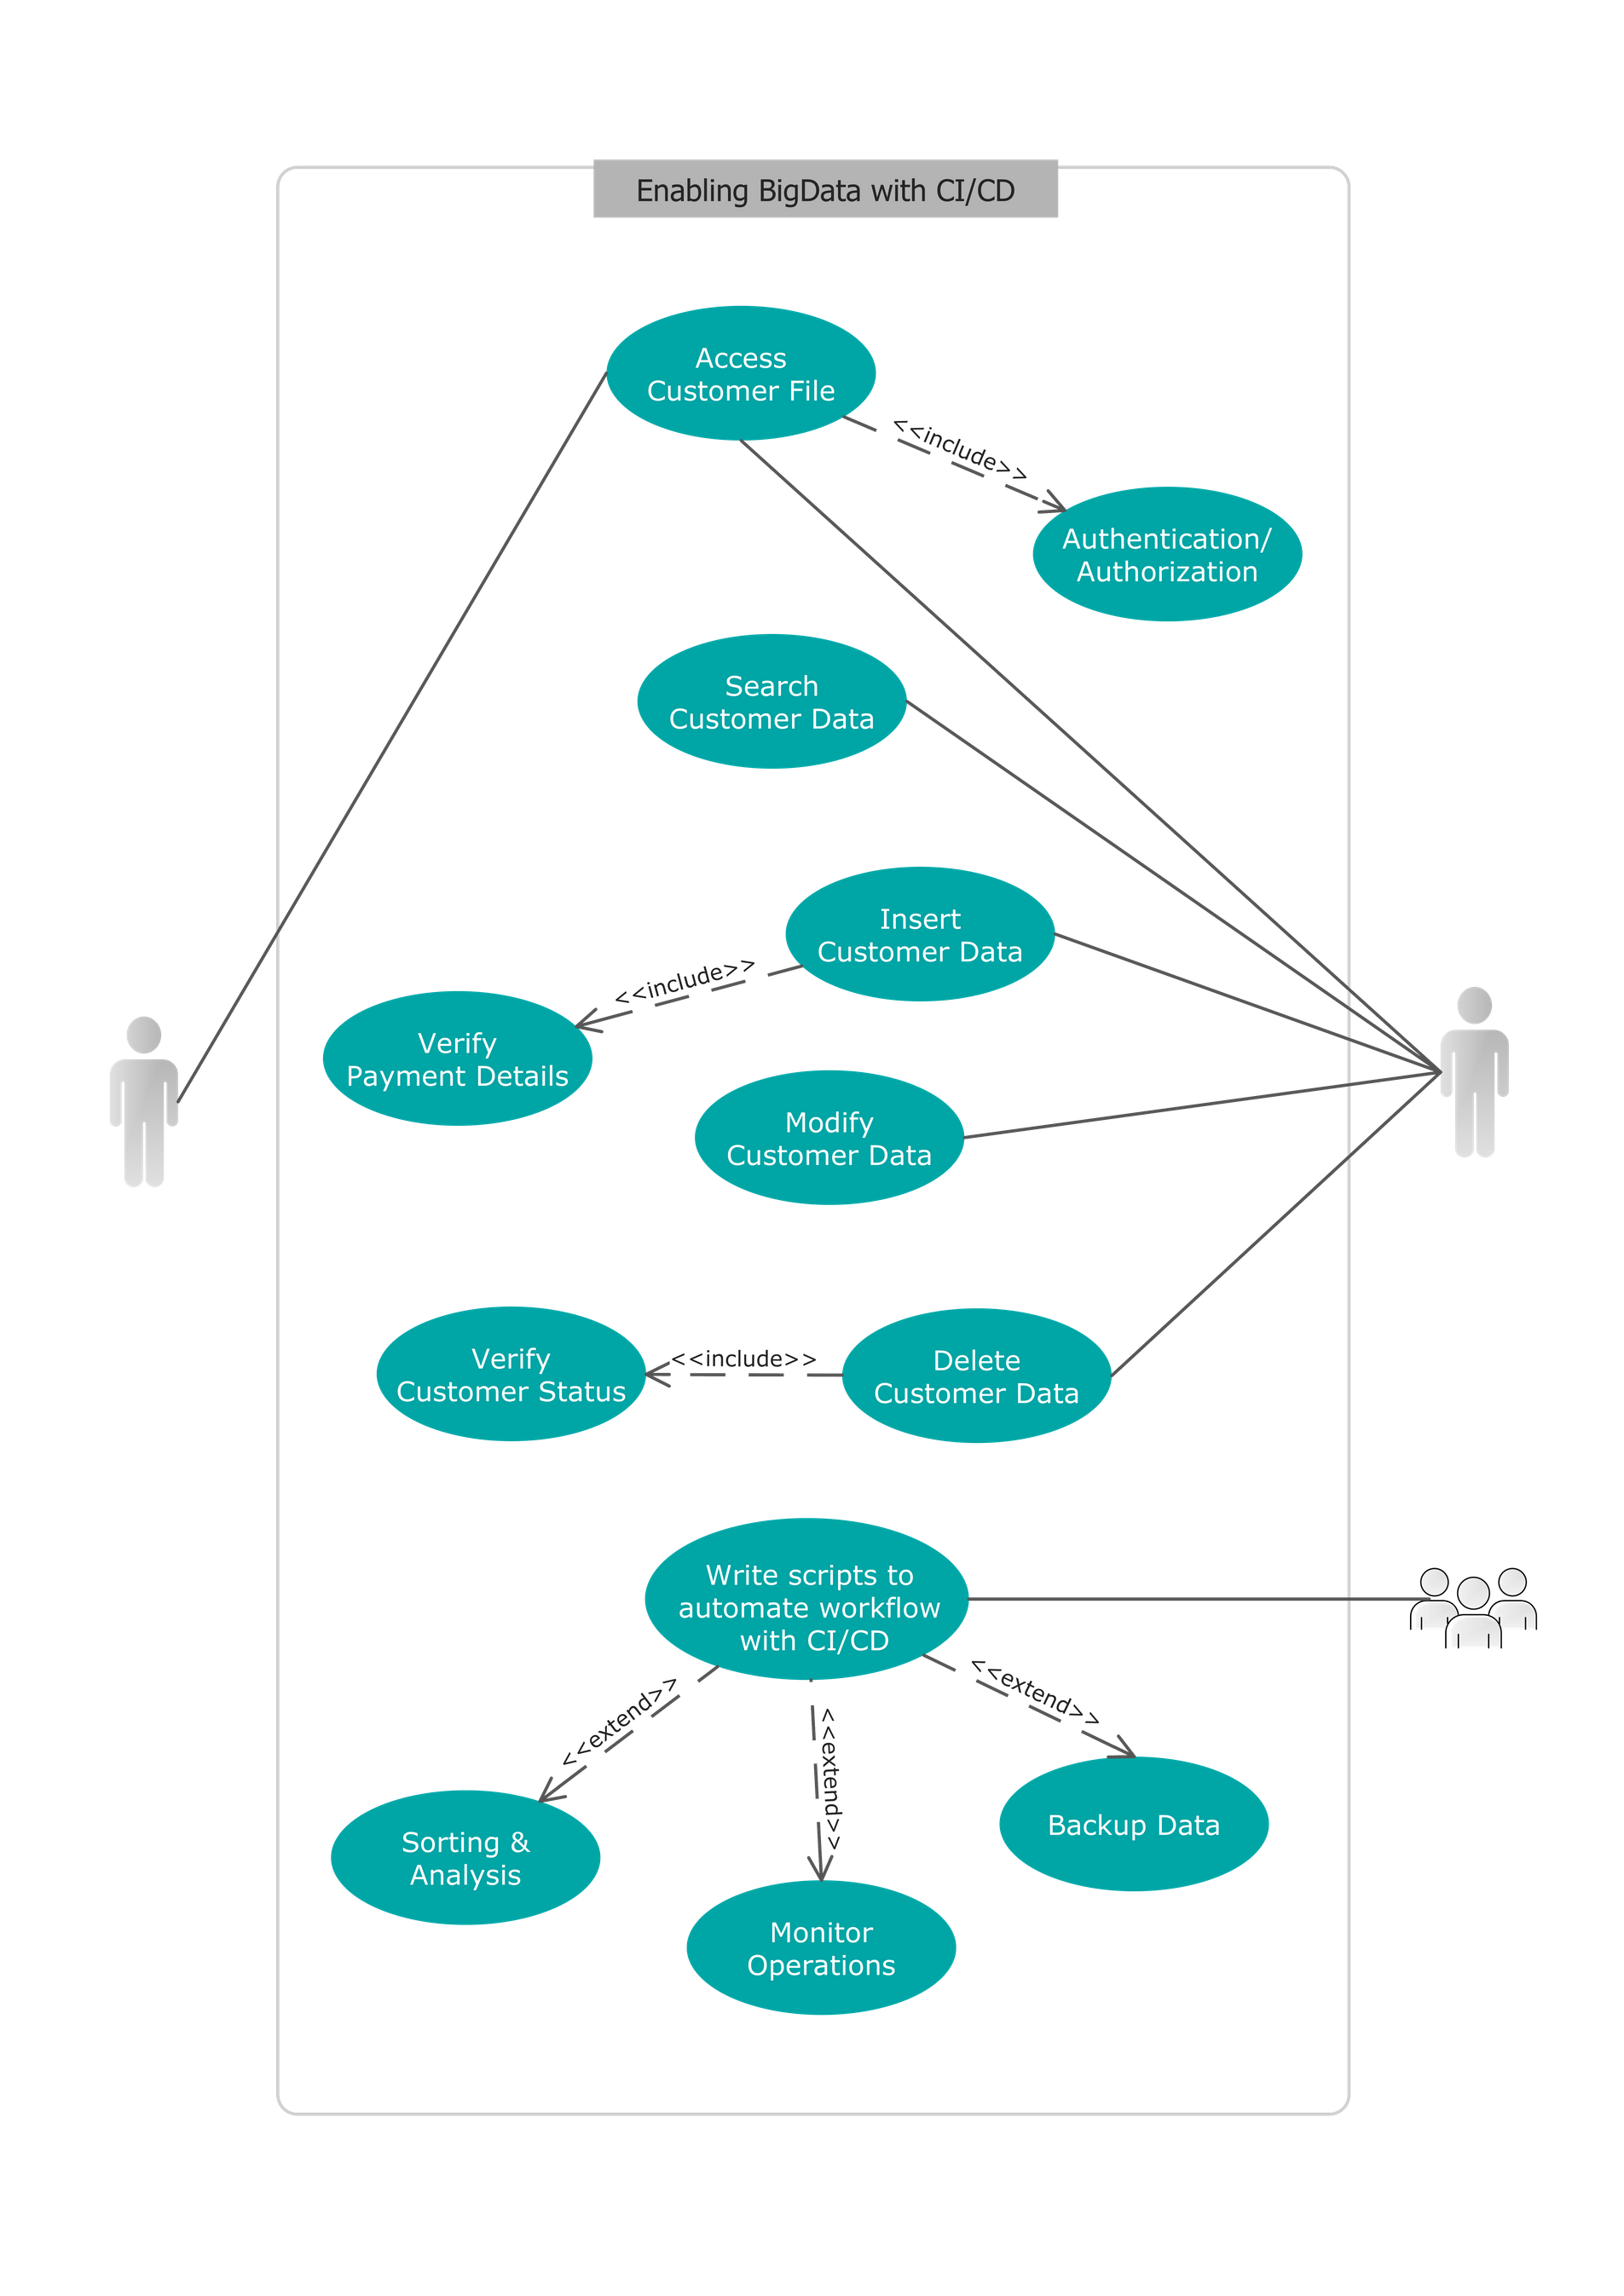 Enabling BigData with CI/CD
Access
Customer File
<<include>>
Authentication/
Authorization
Search
Customer Data
Insert
Customer Data
<<include>>
Verify
Payment Details
Modify
Customer Data
Verify
Customer Status
<<include>>
Delete
Customer Data
Write scripts to
automate workflow
with CI/CD
<<extend>>
<<extend>>
<<extend>>
Sorting &
Analysis
Monitor
Operations
Backup Data